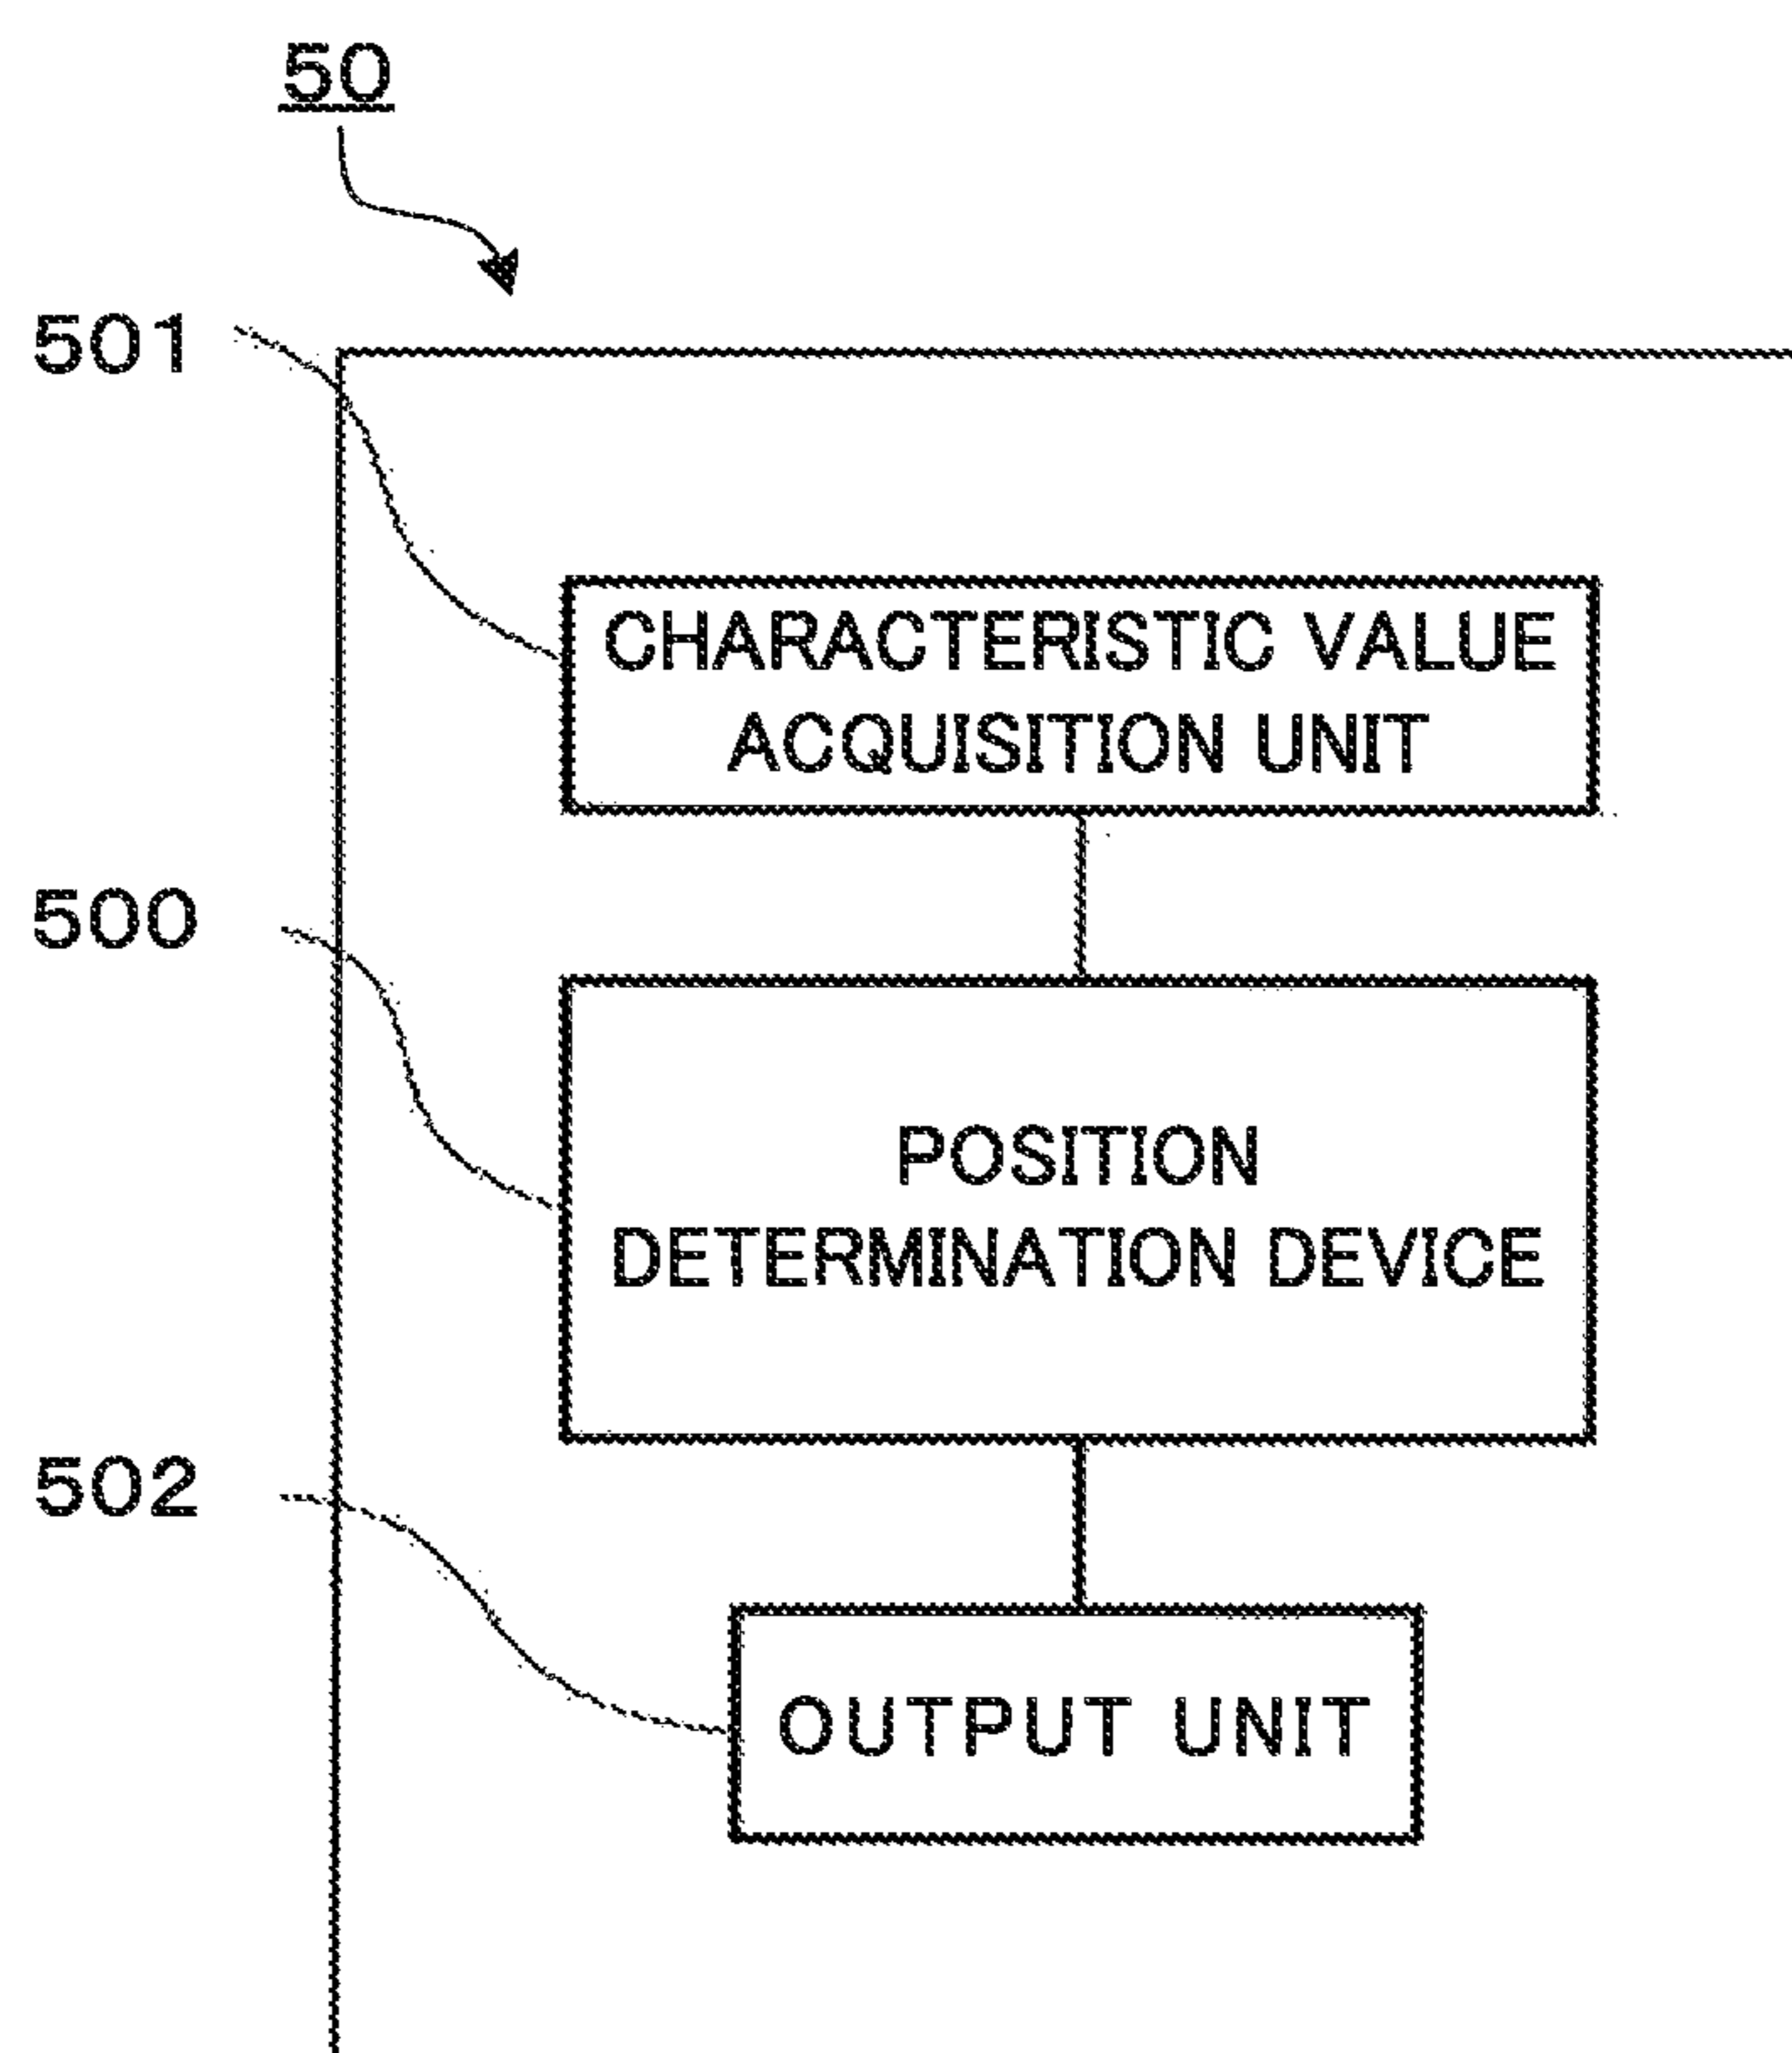 50
501
CHARACTERISTIC VALUE
ACQUISITION UNIT
500
POSITION
DETERMINATION DEVICE
502
OUTPUT UNIT